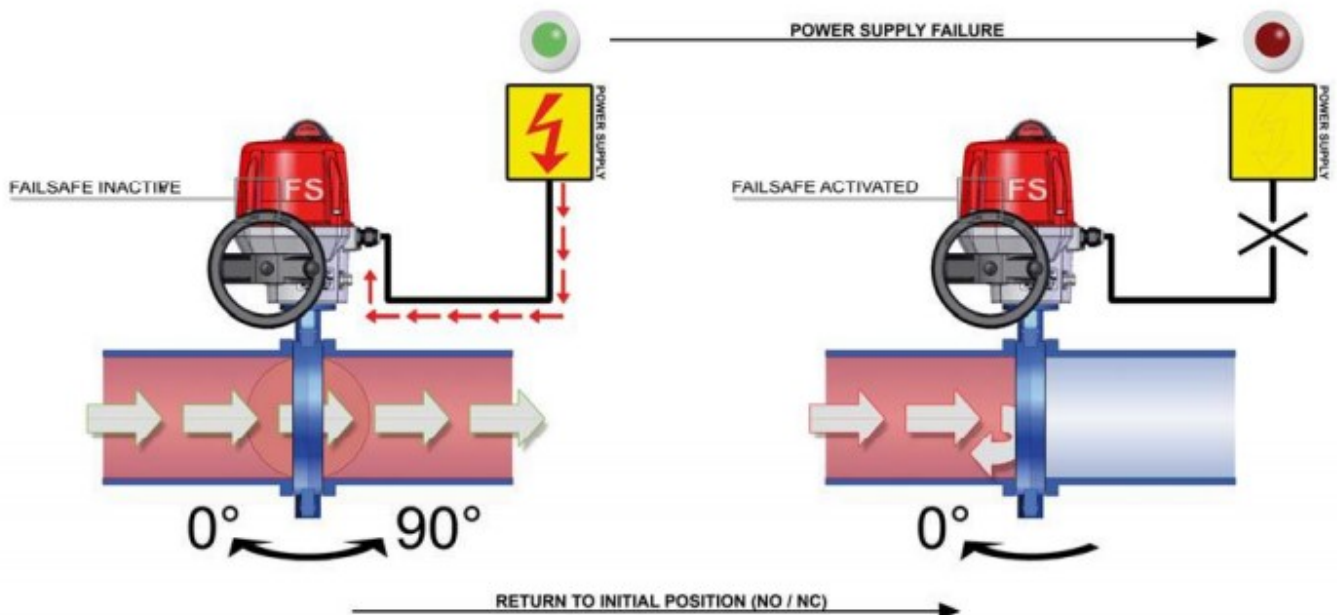 POWER SUPPLY FAILURE
POWER SUPPLY
POWER SUPPLY
FAILSAFE INACTIVE
FS
FAILSAFE ACTIVATED
FS
0°
90°
0°
RETURN TO INITIAL POSITION (NO / NC)